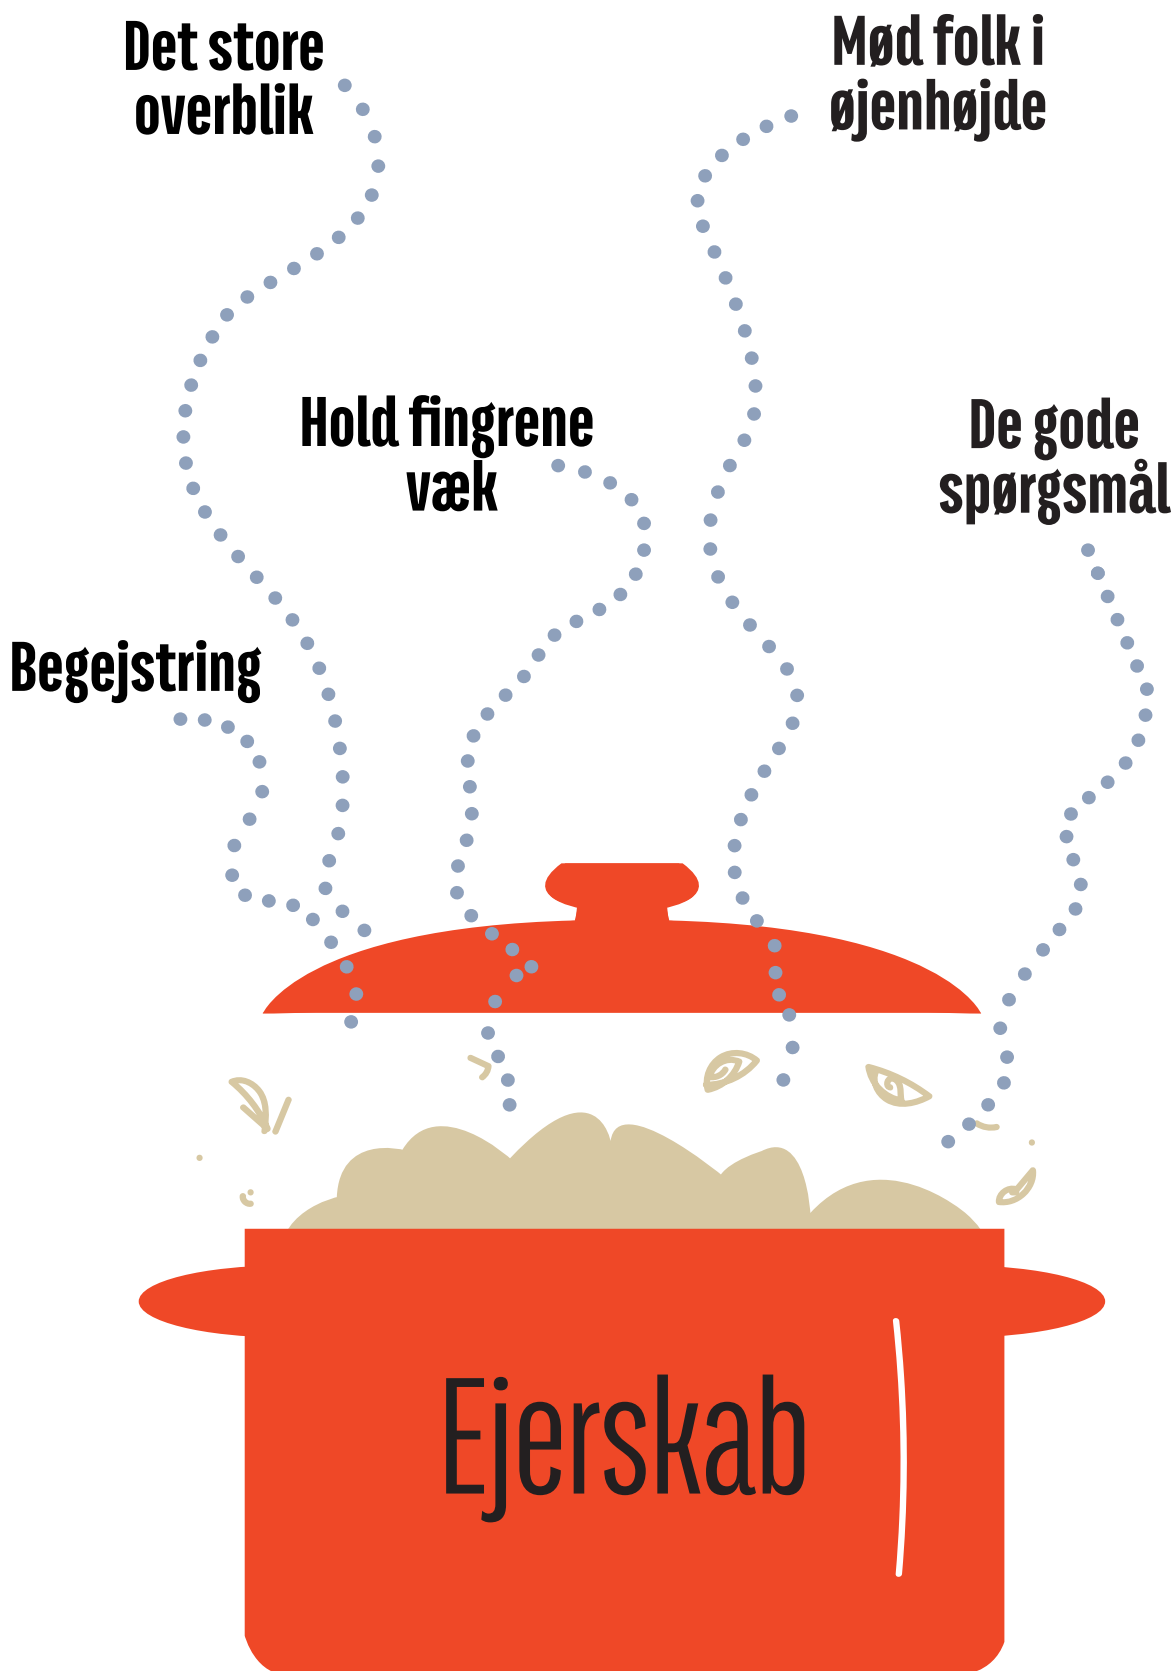 Det store
overblik
Mød folk i
øjenhøjde
Hold fingrene
væk
De gode
spørgsmål
Begejstring
Ejerskab